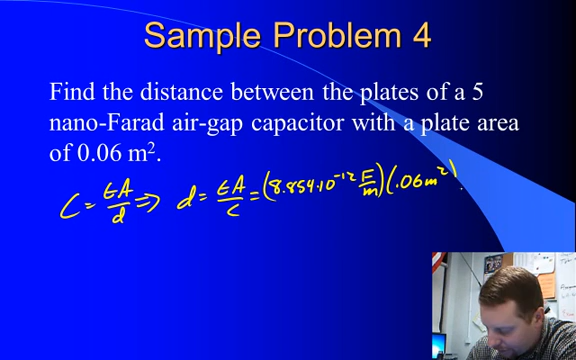 Sample Problem 4
Find the distance between the plates of a 5
nano-Farad air-gap capacitor with a plate area
of 0.06 m².
C = εA/d ⇒ d = εA/C = (8.854·10⁻¹² F/m)(.06m²)